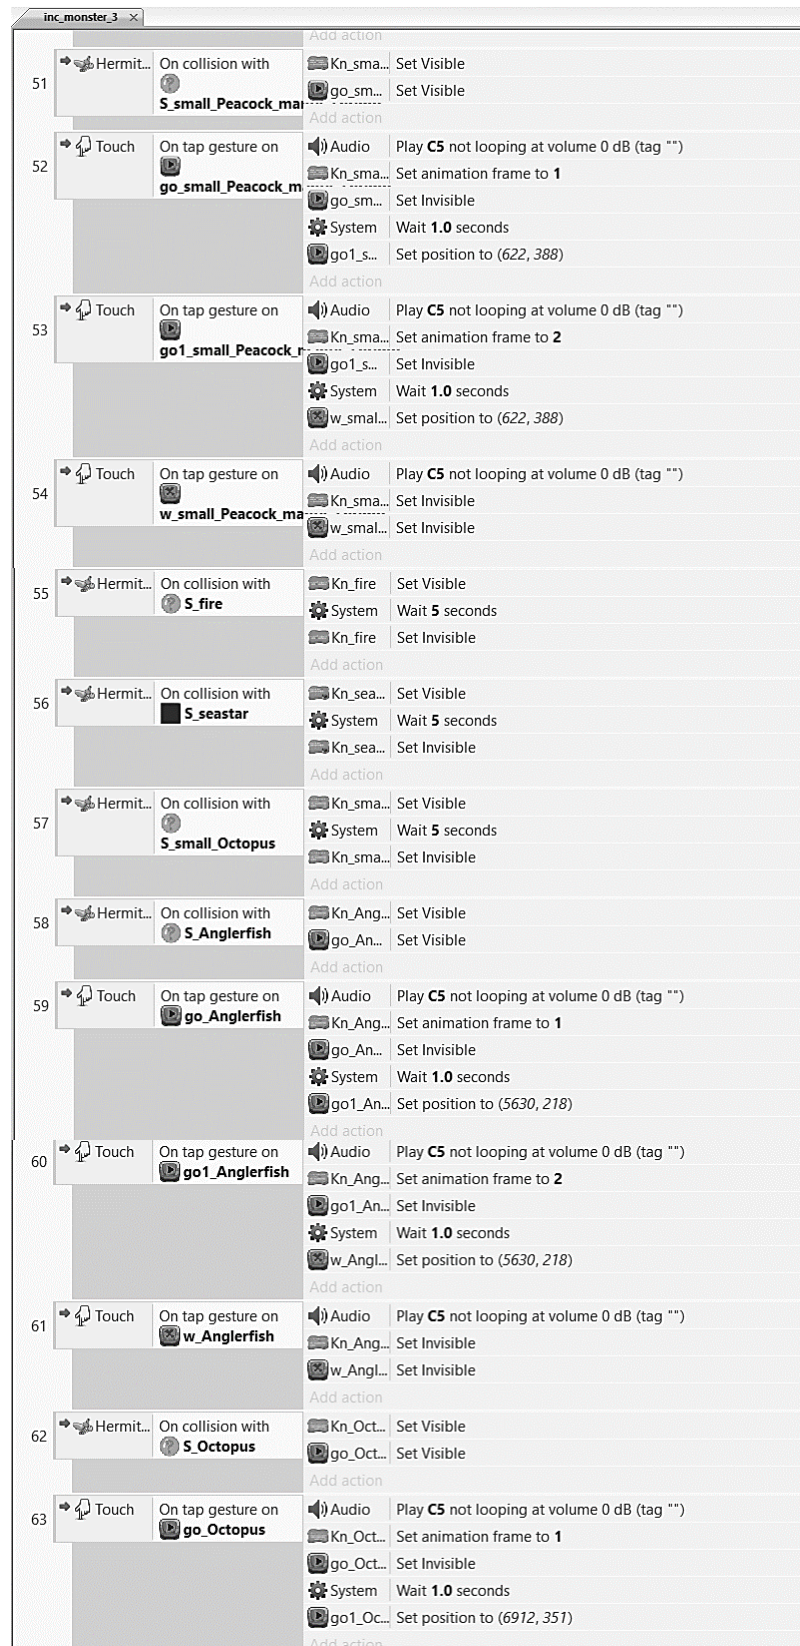 inc_monster_3
Add action
51 Hermit... On collision with Kn_sma... Set Visible
S_small_Peacock_mar go_sm... Set Visible
Add action
52 Touch On tap gesture on Audio Play C5 not looping at volume 0 dB (tag "")
go_small_Peacock_m Kn_sma... Set animation frame to 1
go_sm... Set Invisible
System Wait 1.0 seconds
go1_s... Set position to (622, 388)
Add action
53 Touch On tap gesture on Audio Play C5 not looping at volume 0 dB (tag "")
go1_small_Peacock_r Kn_sma... Set animation frame to 2
go1_s... Set Invisible
System Wait 1.0 seconds
w_smal... Set position to (622, 388)
Add action
54 Touch On tap gesture on Audio Play C5 not looping at volume 0 dB (tag "")
w_small_Peacock_ma Kn_sma... Set Invisible
w_smal... Set Invisible
Add action
55 Hermit... On collision with Kn_fire Set Visible
S_fire System Wait 5 seconds
Kn_fire Set Invisible
Add action
56 Hermit... On collision with Kn_sea... Set Visible
S_seastar System Wait 5 seconds
Kn_sea... Set Invisible
Add action
57 Hermit... On collision with Kn_sma... Set Visible
S_small_Octopus System Wait 5 seconds
Kn_sma... Set Invisible
Add action
58 Hermit... On collision with Kn_Ang... Set Visible
S_Anglerfish go_An... Set Visible
Add action
59 Touch On tap gesture on Audio Play C5 not looping at volume 0 dB (tag "")
go_Anglerfish Kn_Ang... Set animation frame to 1
go_An... Set Invisible
System Wait 1.0 seconds
go1_An... Set position to (5630, 218)
Add action
60 Touch On tap gesture on Audio Play C5 not looping at volume 0 dB (tag "")
go1_Anglerfish Kn_Ang... Set animation frame to 2
go1_An... Set Invisible
System Wait 1.0 seconds
w_Angl... Set position to (5630, 218)
Add action
61 Touch On tap gesture on Audio Play C5 not looping at volume 0 dB (tag "")
w_Anglerfish Kn_Ang... Set Invisible
w_Angl... Set Invisible
Add action
62 Hermit... On collision with Kn_Oct... Set Visible
S_Octopus go_Oct... Set Visible
Add action
63 Touch On tap gesture on Audio Play C5 not looping at volume 0 dB (tag "")
go_Octopus Kn_Oct... Set animation frame to 1
go_Oct... Set Invisible
System Wait 1.0 seconds
go1_Oc... Set position to (6912, 351)
Add action